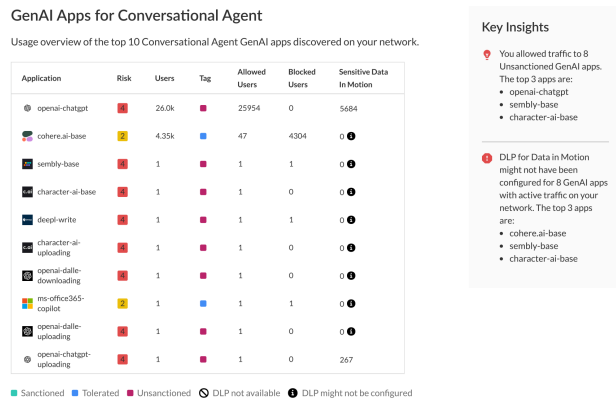 GenAI Apps for Conversational Agent
Usage overview of the top 10 Conversational Agent GenAI apps discovered on your network.
Application Risk Users Tag Allowed Users Blocked Users Sensitive Data In Motion
openai-chatgpt 4 26.0k 25954 0 5684
cohere.ai-base 2 4.35k 47 4304 0
sembly-base 4 1 1 1 0
character-ai-base 4 1 1 0 0
deepl-write 4 1 1 1 0
character-ai-uploading 4 1 1 0 0
openai-dalle-downloading 4 1 1 0 0
ms-office365-copilot 2 1 1 1 0
openai-dalle-uploading 4 1 1 0 0
openai-chatgpt-uploading 4 1 1 0 267
Sanctioned Tolerated Unsanctioned DLP not available DLP might not be configured
Key Insights
You allowed traffic to 8
Unsanctioned GenAI apps.
The top 3 apps are:
• openai-chatgpt
• sembly-base
• character-ai-base
DLP for Data in Motion
might not have been
configured for 8 GenAI apps
with active traffic on your
network. The top 3 apps
are:
• cohere.ai-base
• sembly-base
• character-ai-base